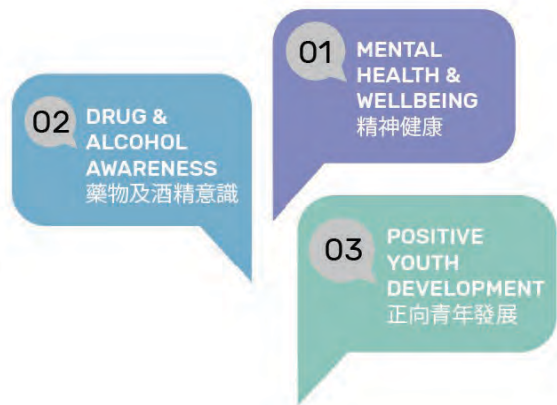 01
MENTAL
HEALTH &
WELLBEING
精神健康
02
DRUG &
ALCOHOL
AWARENESS
藥物及酒精意識
03
POSITIVE
YOUTH
DEVELOPMENT
正向青年發展